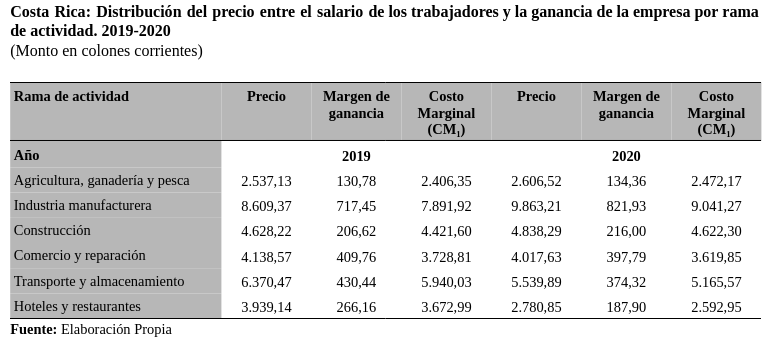 Costa Rica: Distribución del precio entre el salario de los trabajadores y la ganancia de la empresa por rama
de actividad. 2019-2020
(Monto en colones corrientes)
Rama de actividad Precio Margen de ganancia Costo Marginal (CM₁) Precio Margen de ganancia Costo Marginal (CM₁)
Año 2019 2020
Agricultura, ganadería y pesca 2.537,13 130,78 2.406,35 2.606,52 134,36 2.472,17
Industria manufacturera 8.609,37 717,45 7.891,92 9.863,21 821,93 9.041,27
Construcción 4.628,22 206,62 4.421,60 4.838,29 216,00 4.622,30
Comercio y reparación 4.138,57 409,76 3.728,81 4.017,63 397,79 3.619,85
Transporte y almacenamiento 6.370,47 430,44 5.940,03 5.539,89 374,32 5.165,57
Hoteles y restaurantes 3.939,14 266,16 3.672,99 2.780,85 187,90 2.592,95
Fuente: Elaboración Propia